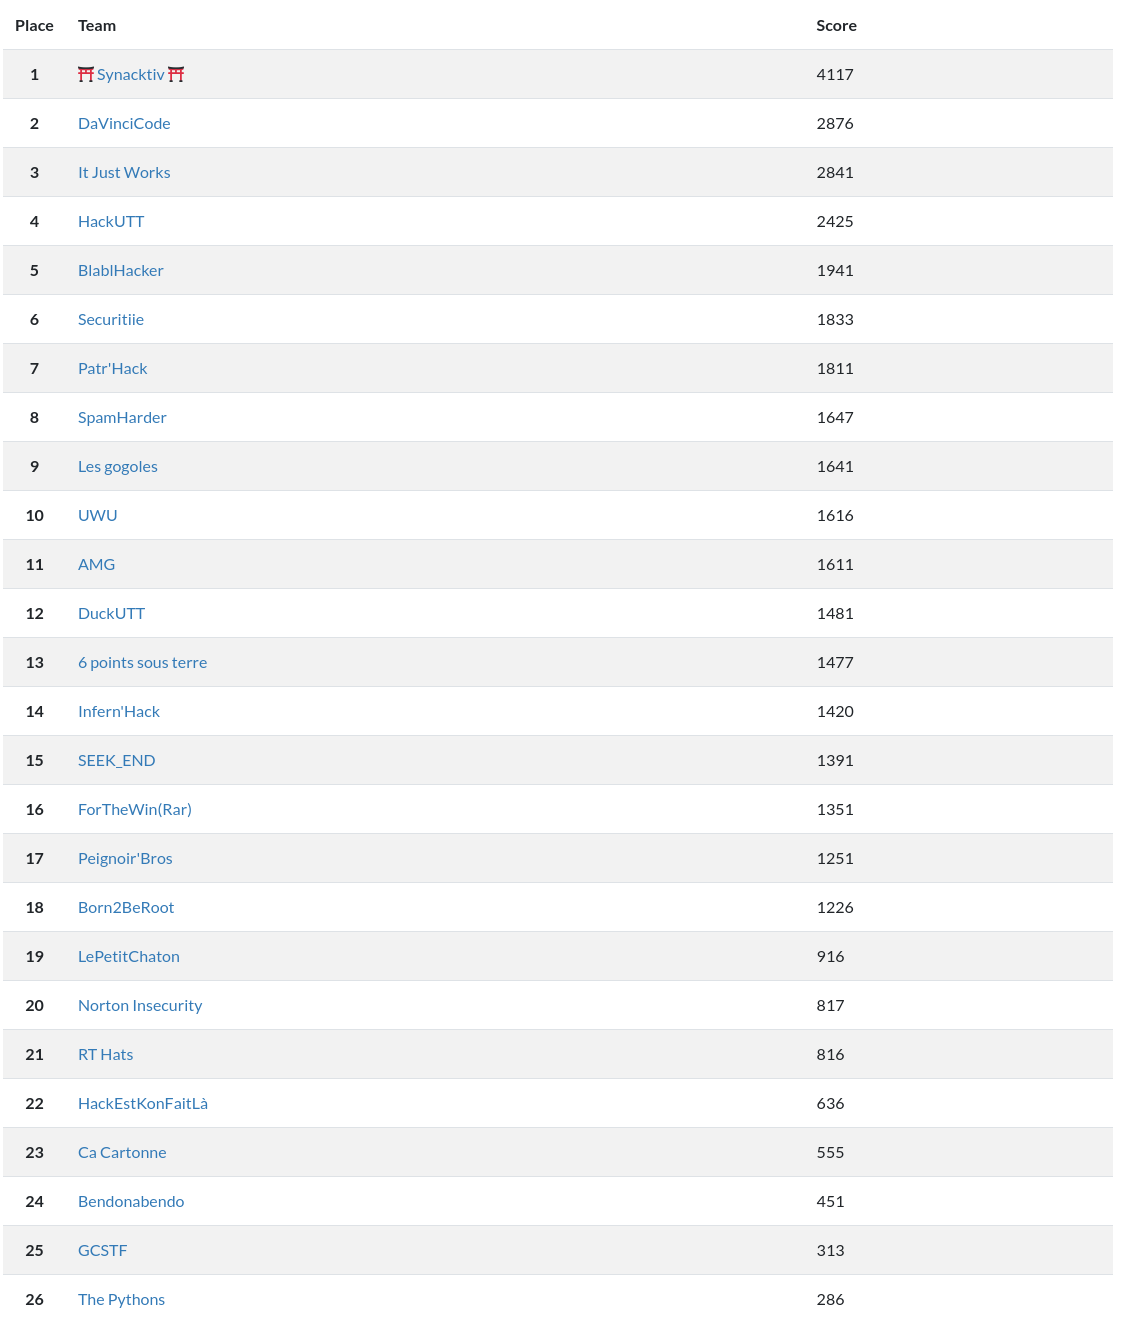 Place Team Score
1 ⛩️ Synacktiv ⛩️ 4117
2 DaVinciCode 2876
3 It Just Works 2841
4 HackUTT 2425
5 BlablHacker 1941
6 Securitiie 1833
7 Patr'Hack 1811
8 SpamHarder 1647
9 Les gogoles 1641
10 UWU 1616
11 AMG 1611
12 DuckUTT 1481
13 6 points sous terre 1477
14 Infern'Hack 1420
15 SEEK_END 1391
16 ForTheWin(Rar) 1351
17 Peignoir'Bros 1251
18 Born2BeRoot 1226
19 LePetitChaton 916
20 Norton Insecurity 817
21 RT Hats 816
22 HackEstKonFaitLà 636
23 Ca Cartonne 555
24 Bendonabendo 451
25 GCSTF 313
26 The Pythons 286